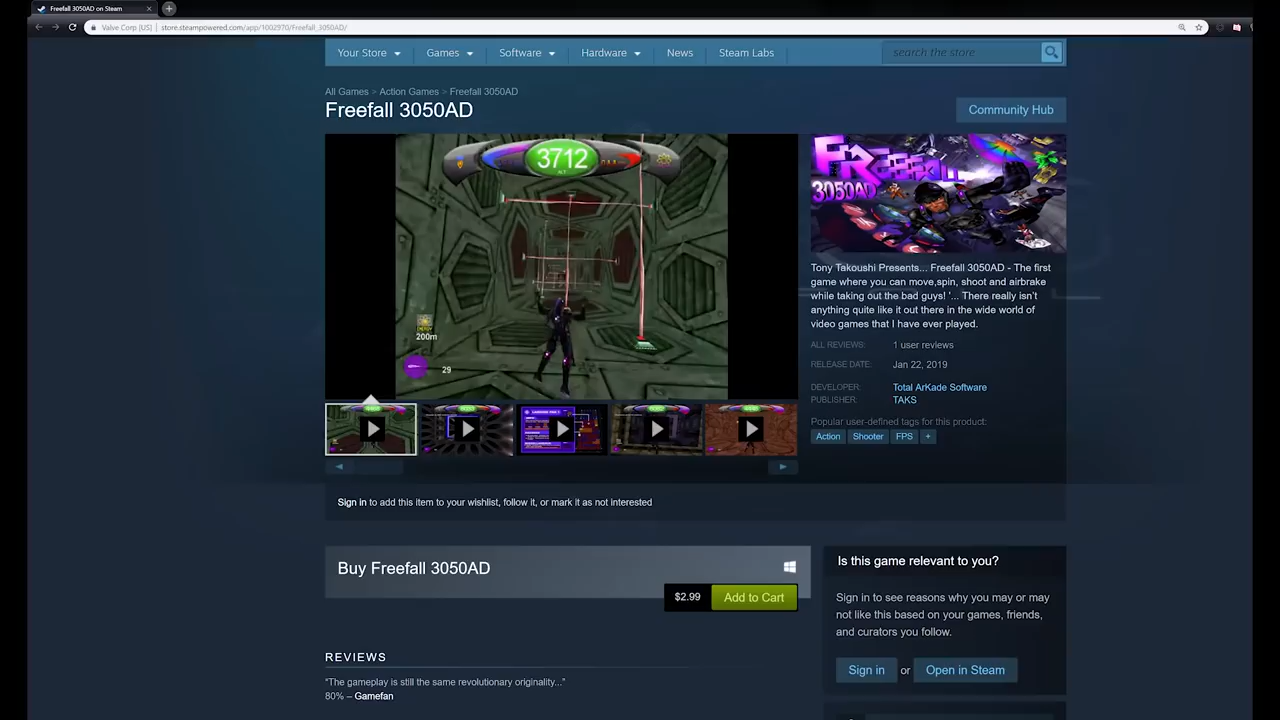 Freefall 3050AD on Steam
Valve Corp [US] | store.steampowered.com/app/1002970/Freefall_3050AD/
Your Store Games Software Hardware News Steam Labs search the store
All Games > Action Games > Freefall 3050AD
Freefall 3050AD
Community Hub
3712
ALT
ENERGY
200m
29
FREEFALL
3050AD
Tony Takoushi Presents... Freefall 3050AD - The first
game where you can move,spin, shoot and airbrake
while taking out the bad guys! '... There really isn't
anything quite like it out there in the wide world of
video games that I have ever played.
ALL REVIEWS: 1 user reviews
RELEASE DATE: Jan 22, 2019
DEVELOPER: Total ArKade Software
PUBLISHER: TAKS
Popular user-defined tags for this product:
Action Shooter FPS +
Sign in to add this item to your wishlist, follow it, or mark it as not interested
Buy Freefall 3050AD
$2.99 Add to Cart
Is this game relevant to you?
Sign in to see reasons why you may or may
not like this based on your games, friends,
and curators you follow.
Sign in or Open in Steam
REVIEWS
“The gameplay is still the same revolutionary originality...”
80% – Gamefan